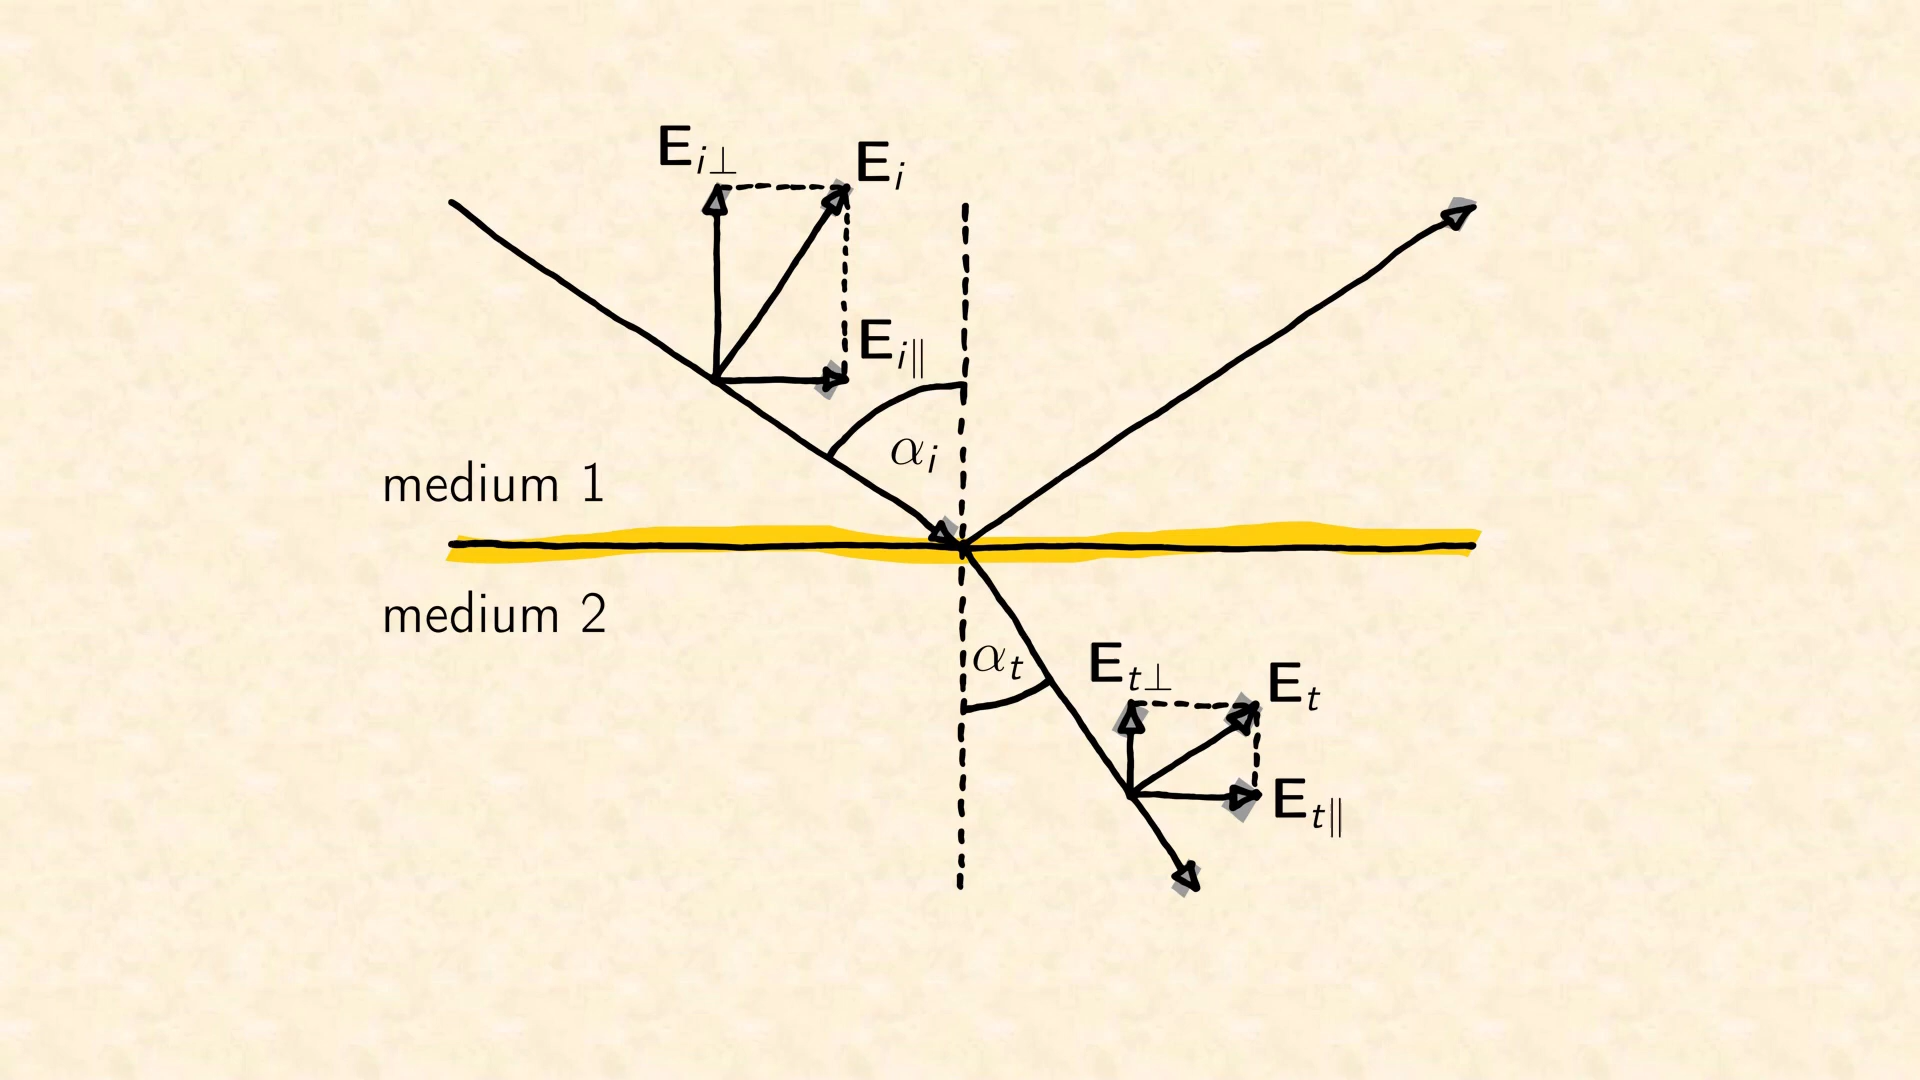 E_{i⊥}
E_i
E_{i∥}
α_i
medium 1
medium 2
α_t
E_{t⊥}
E_t
E_{t∥}